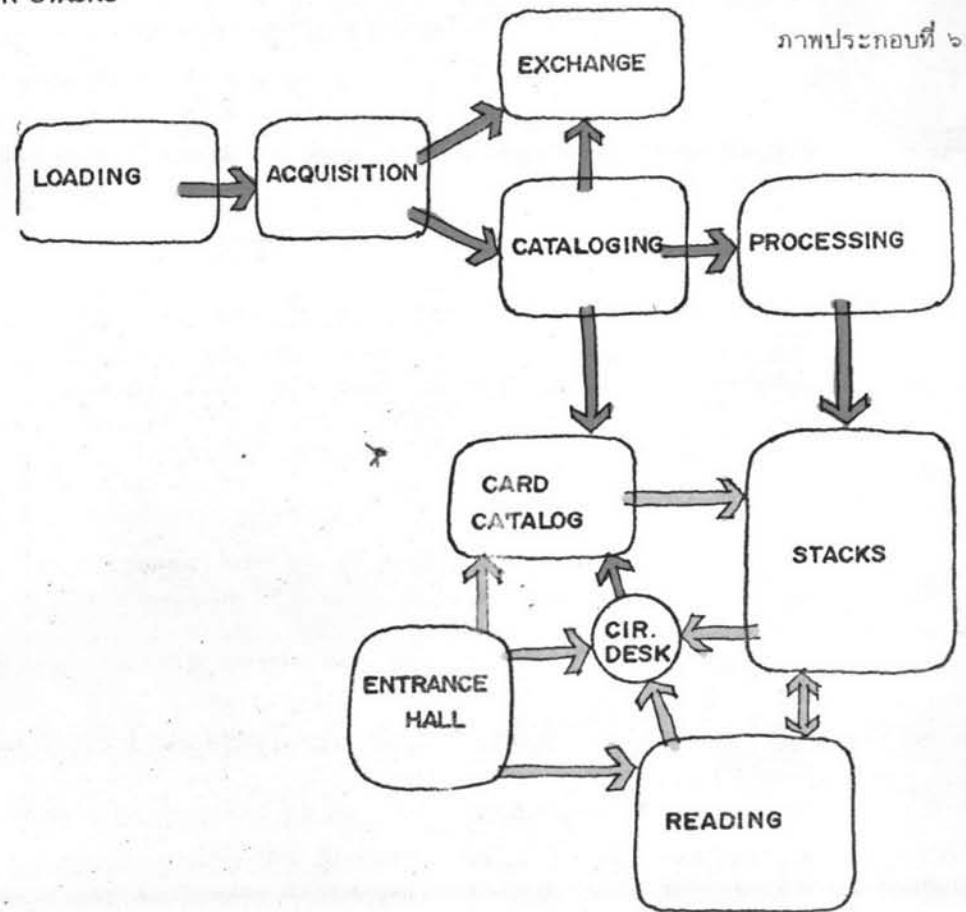 STACKS
ภาพประกอบที่ ๖
EXCHANGE
LOADING
ACQUISITION
CATALOGING
PROCESSING
CARD
CATALOG
STACKS
CIR.
DESK
ENTRANCE
HALL
READING